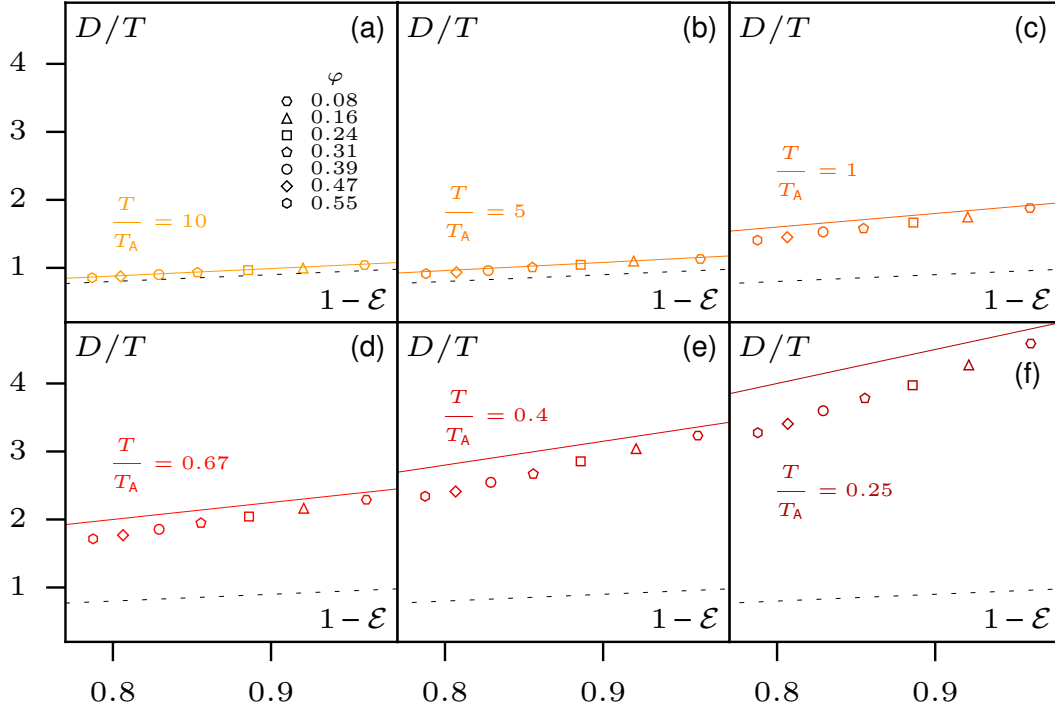 D/T (a) D/T (b) D/T (c)
4
3
2
1
φ
0.08
0.16
0.24
0.31
0.39
0.47
0.55
T/T_A = 10
T/T_A = 5
T/T_A = 1
1 − ℰ 1 − ℰ 1 − ℰ
D/T (d) D/T (e) D/T (f)
4
3
2
1
T/T_A = 0.67
T/T_A = 0.4
T/T_A = 0.25
1 − ℰ 1 − ℰ 1 − ℰ
0.8 0.9 0.8 0.9 0.8 0.9